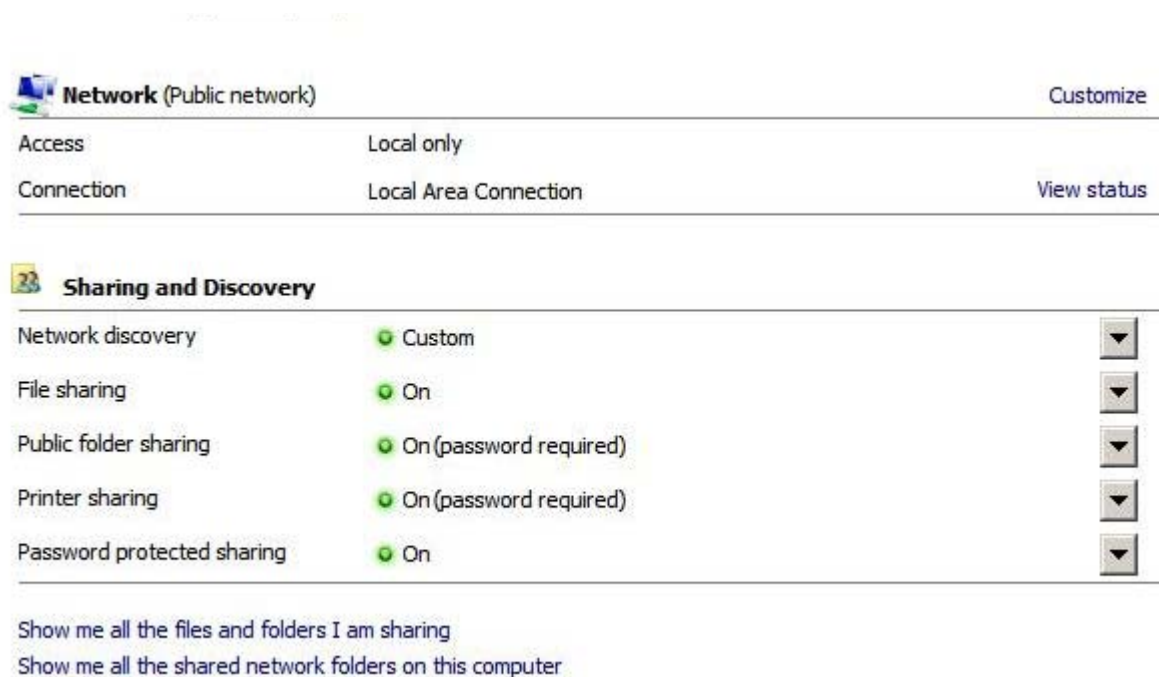 Network (Public network) Customize
Access Local only
Connection Local Area Connection View status
Sharing and Discovery
Network discovery Custom
File sharing On
Public folder sharing On (password required)
Printer sharing On (password required)
Password protected sharing On
Show me all the files and folders I am sharing
Show me all the shared network folders on this computer